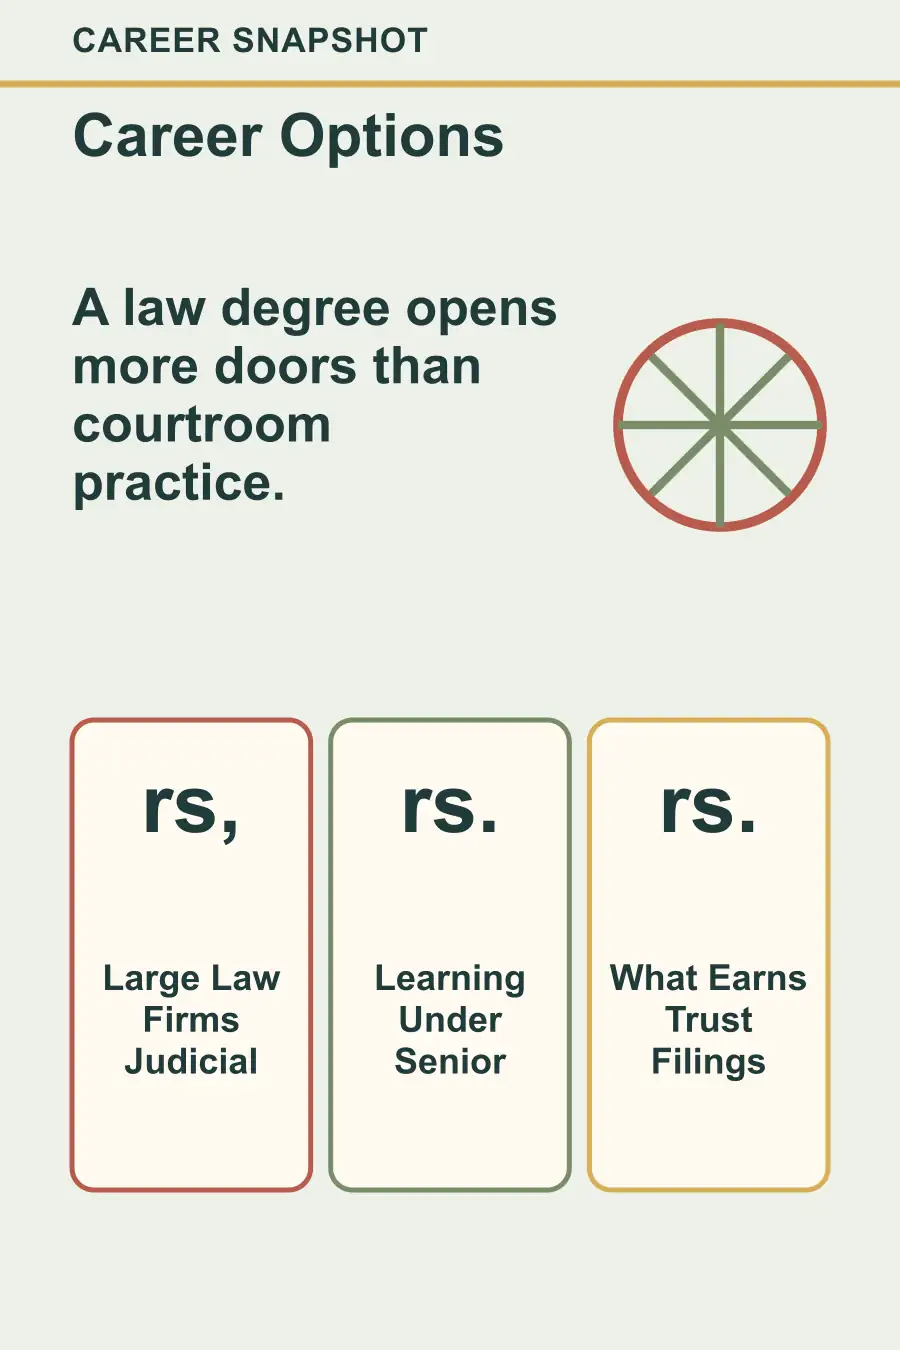 CAREER SNAPSHOT
Career Options
A law degree opens
more doors than
courtroom
practice.
rs,
Large Law
Firms
Judicial
rs.
Learning
Under
Senior
rs.
What Earns
Trust
Filings